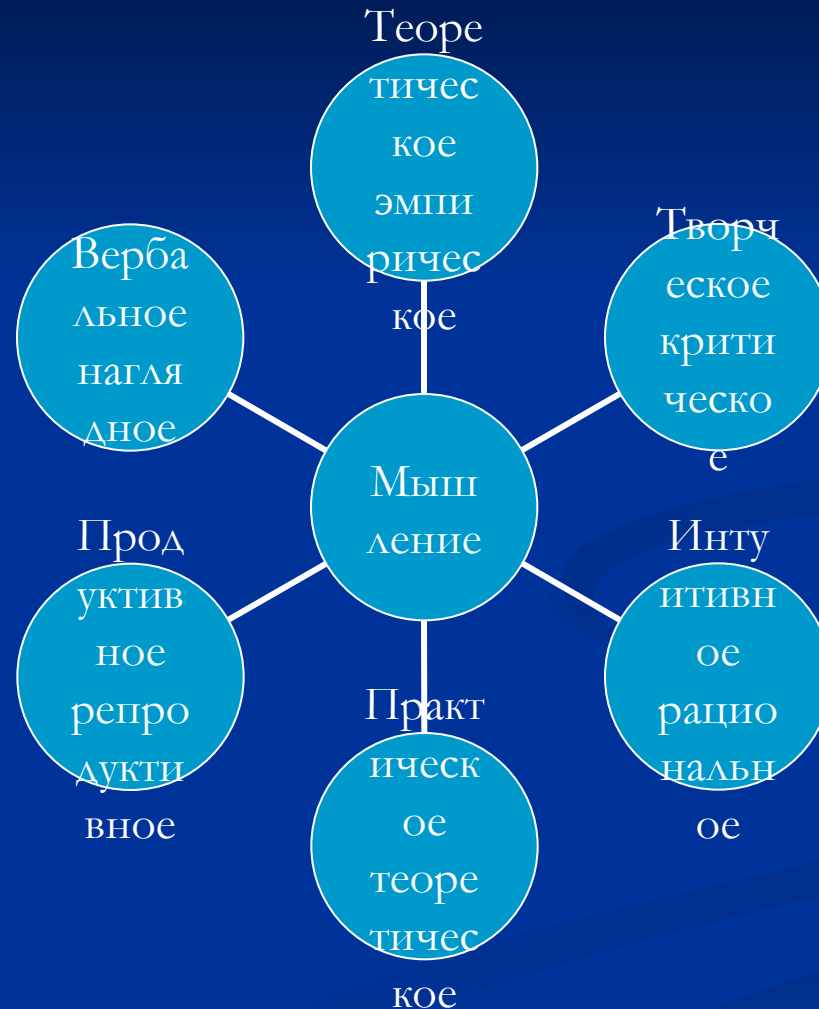 Теоре
тичес
кое
эмпи
ричес
кое
Творч
еское
крити
ческо
е
Инту
итивн
ое
рацио
нальн
ое
Практ
ическ
ое
теоре
тичес
кое
Прод
уктив
ное
репро
дукти
вное
Верба
льное
нагля
дное
Мыш
ление